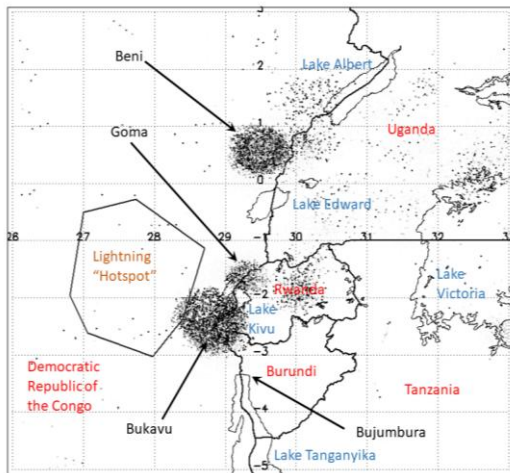 3
Beni
Lake Albert
2
Goma
1
Uganda
0
Lake Edward
26 27 28 29 30 31 32 33
Lightning
"Hotspot"
Rwanda
Lake
Victoria
-2
Lake
Kivu
-3
Democratic
Republic of
the Congo
Burundi
Tanzania
-4
Bukavu
Bujumbura
Lake Tanganyika
-5